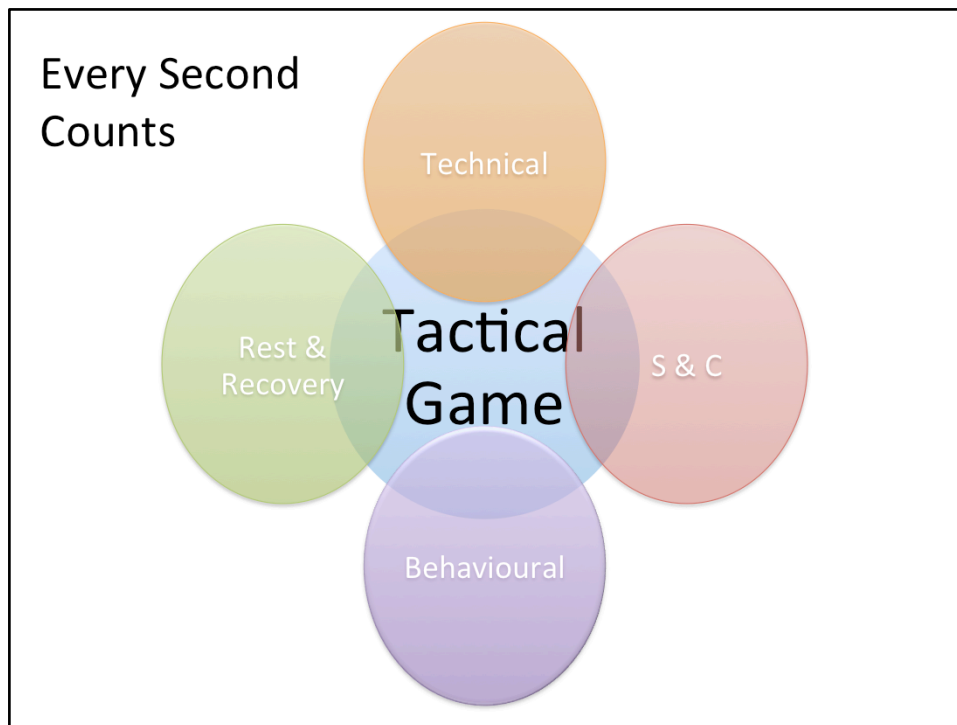 Every Second
Counts
Technical
Rest &
Recovery
Tactical
Game
S & C
Behavioural